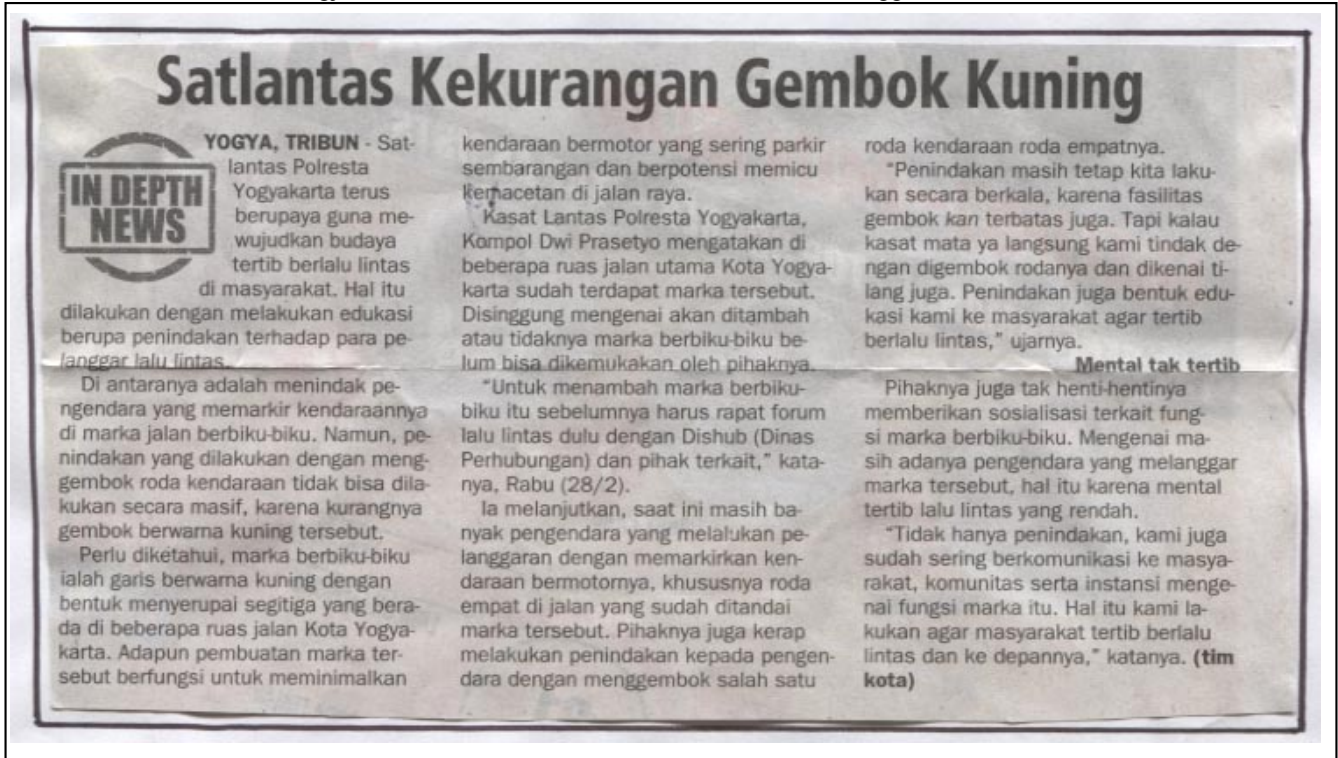 Satlantas Kekurangan Gembok Kuning
IN DEPTH
NEWS
YOGYA, TRIBUN - Sat-
lantas Polresta
Yogyakarta terus
berupaya guna me-
wujudkan budaya
tertib berlalu lintas
di masyarakat. Hal itu
dilakukan dengan melakukan edukasi
berupa penindakan terhadap para pe-
langgar lalu lintas.
Di antaranya adalah menindak pe-
ngendara yang memarkir kendaraannya
di marka jalan berbiku-biku. Namun, pe-
nindakan yang dilakukan dengan meng-
gembok roda kendaraan tidak bisa dila-
kukan secara masif, karena kurangnya
gembok berwarna kuning tersebut.
Perlu diketahui, marka berbiku-biku
ialah garis berwarna kuning dengan
bentuk menyerupai segitiga yang bera-
da di beberapa ruas jalan Kota Yogya-
karta. Adapun pembuatan marka ter-
sebut berfungsi untuk meminimalkan
kendaraan bermotor yang sering parkir
sembarangan dan berpotensi memicu
kemacetan di jalan raya.
Kasat Lantas Polresta Yogyakarta,
Kompol Dwi Prasetyo mengatakan di
beberapa ruas jalan utama Kota Yogya-
karta sudah terdapat marka tersebut.
Disinggung mengenai akan ditambah
atau tidaknya marka berbiku-biku be-
lum bisa dikemukakan oleh pihaknya.
"Untuk menambah marka berbiku-
biku itu sebelumnya harus rapat forum
lalu lintas dulu dengan Dishub (Dinas
Perhubungan) dan pihak terkait," kata-
nya, Rabu (28/2).
Ia melanjutkan, saat ini masih ba-
nyak pengendara yang melalukan pe-
langgaran dengan memarkirkan ken-
daraan bermotornya, khususnya roda
empat di jalan yang sudah ditandai
marka tersebut. Pihaknya juga kerap
melakukan penindakan kepada pengen-
dara dengan menggembok salah satu
roda kendaraan roda empatnya.
"Penindakan masih tetap kita laku-
kan secara berkala, karena fasilitas
gembok kan terbatas juga. Tapi kalau
kasat mata ya langsung kami tindak de-
ngan digembok rodanya dan dikenai ti-
lang juga. Penindakan juga bentuk edu-
kasi kami ke masyarakat agar tertib
berlalu lintas," ujarnya.
Mental tak tertib
Pihaknya juga tak henti-hentinya
memberikan sosialisasi terkait fung-
si marka berbiku-biku. Mengenai ma-
sih adanya pengendara yang melanggar
marka tersebut, hal itu karena mental
tertib lalu lintas yang rendah.
"Tidak hanya penindakan, kami juga
sudah sering berkomunikasi ke masya-
rakat, komunitas serta instansi menge-
nai fungsi marka itu. Hal itu kami la-
kukan agar masyarakat tertib berlalu
lintas dan ke depannya," katanya. (tim
kota)